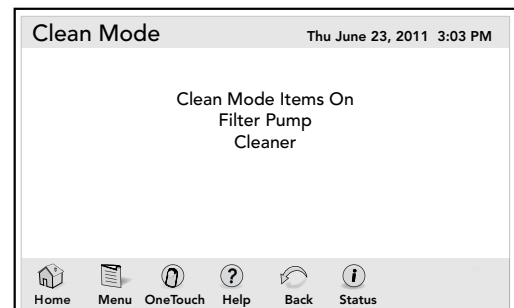 Clean Mode Thu June 23, 2011 3:03 PM
Clean Mode Items On
Filter Pump
Cleaner
Home Menu OneTouch Help Back Status